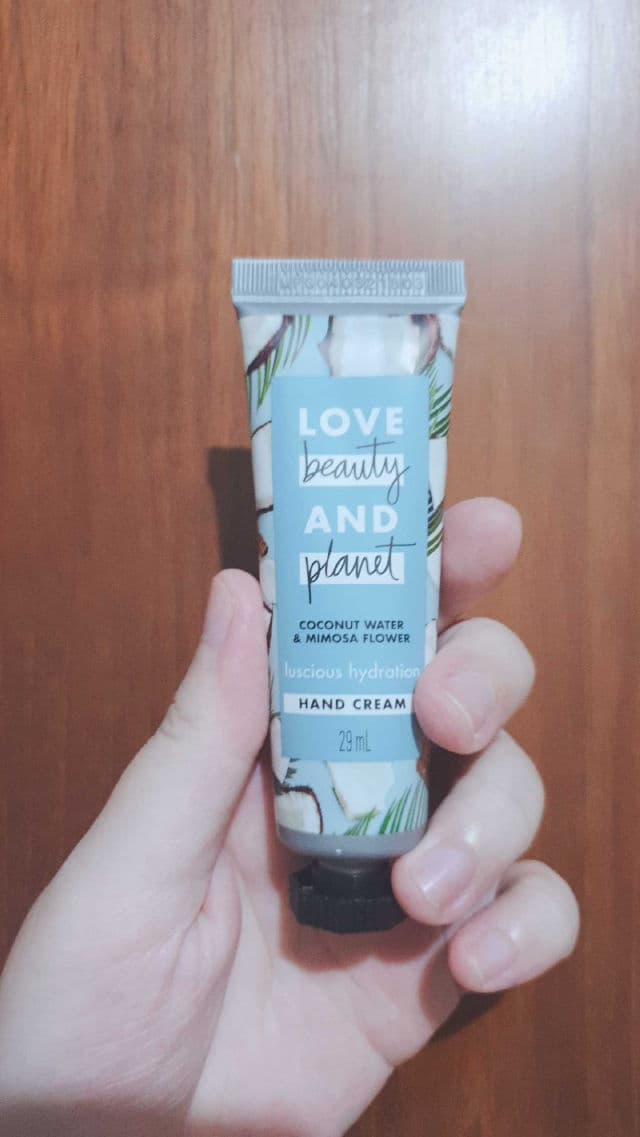 LOVE
beauty
AND
planet
COCONUT WATER
& MIMOSA FLOWER
luscious hydration
HAND CREAM
29 mL